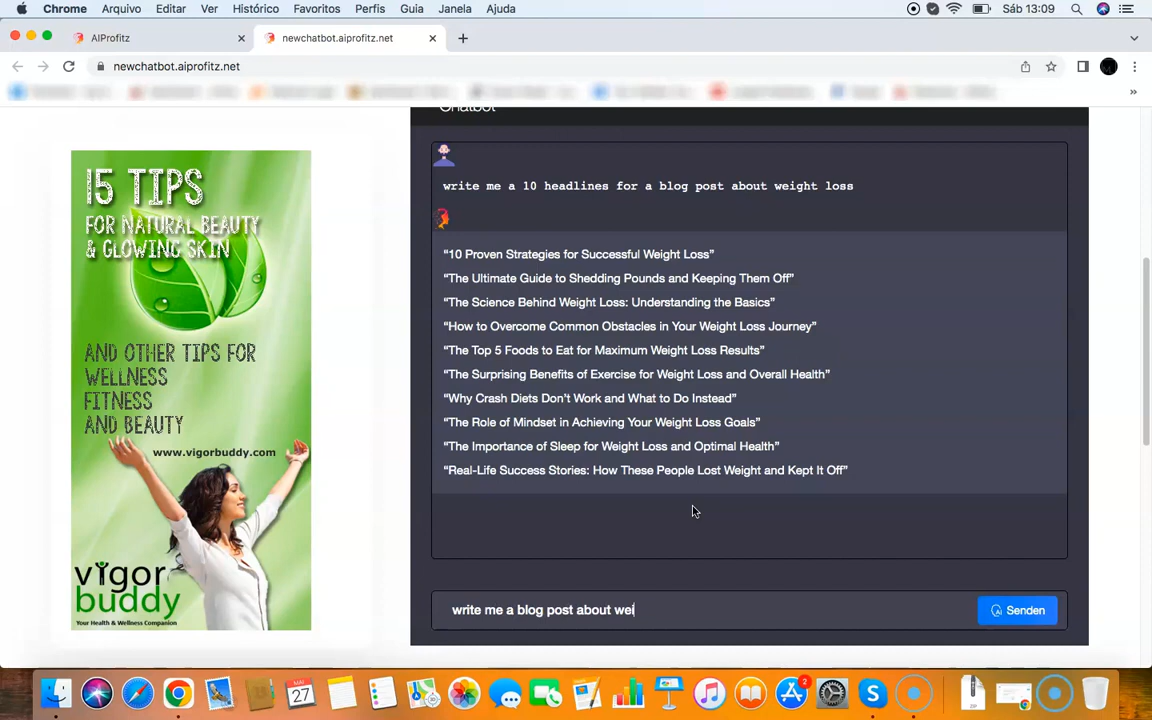 Chrome Arquivo Editar Ver Histórico Favoritos Perfis Guia Janela Ajuda Sáb 13:09
AIProfitz newchatbot.aiprofitz.net
newchatbot.aiprofitz.net
Chatbot
15 TIPS
FOR NATURAL BEAUTY
& GLOWING SKIN
AND OTHER TIPS FOR
WELLNESS
FITNESS
AND BEAUTY
www.vigorbuddy.com
vigor
buddy
Your Health & Wellness Companion
write me a 10 headlines for a blog post about weight loss
“10 Proven Strategies for Successful Weight Loss”
“The Ultimate Guide to Shedding Pounds and Keeping Them Off”
“The Science Behind Weight Loss: Understanding the Basics”
“How to Overcome Common Obstacles in Your Weight Loss Journey”
“The Top 5 Foods to Eat for Maximum Weight Loss Results”
“The Surprising Benefits of Exercise for Weight Loss and Overall Health”
“Why Crash Diets Don’t Work and What to Do Instead”
“The Role of Mindset in Achieving Your Weight Loss Goals”
“The Importance of Sleep for Weight Loss and Optimal Health”
“Real-Life Success Stories: How These People Lost Weight and Kept It Off”
write me a blog post about wei
Senden
MAI
27
2
ZIP